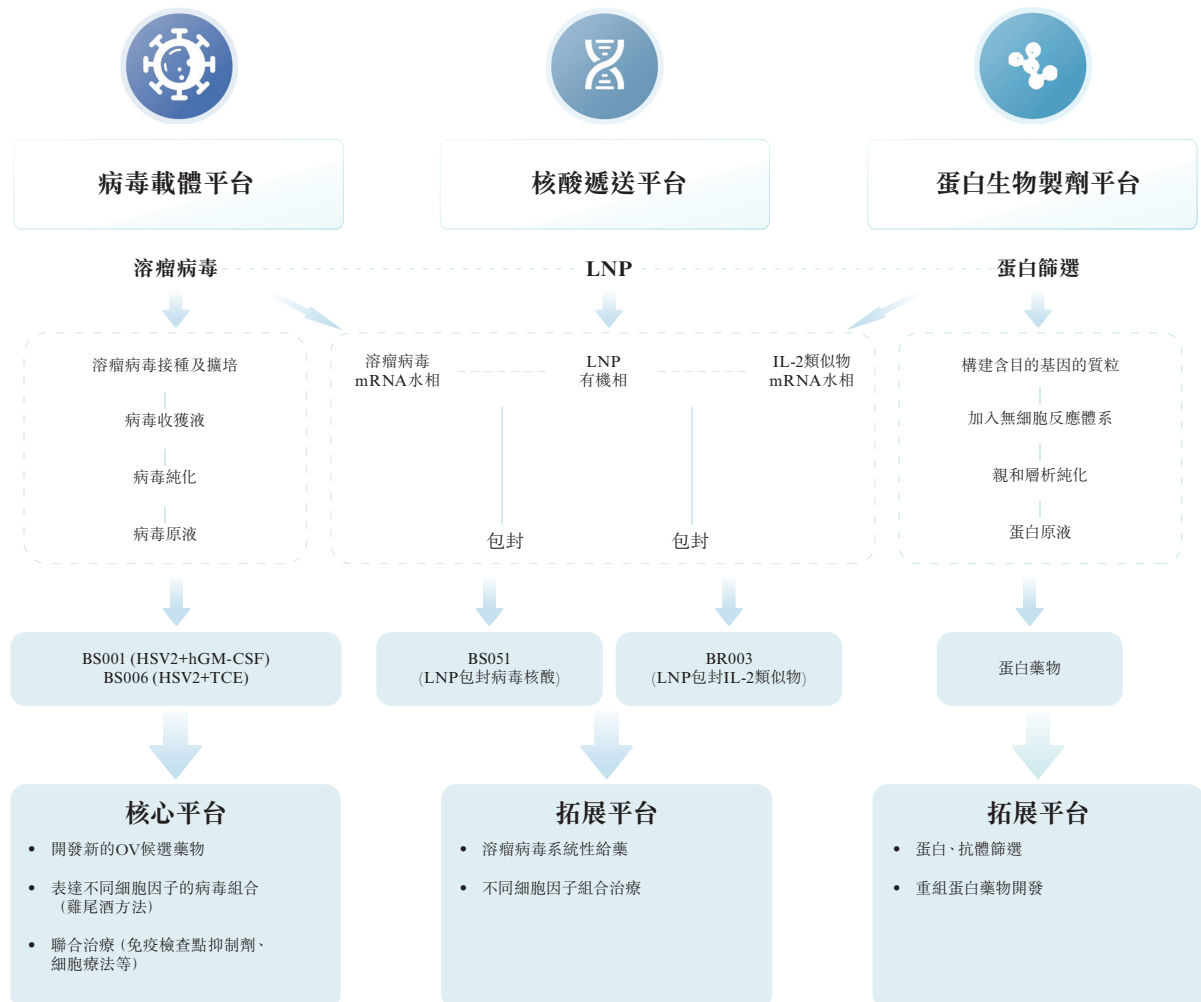 病毒載體平台
核酸遞送平台
蛋白生物製劑平台
溶瘤病毒
LNP
蛋白篩選
溶瘤病毒接種及擴培
病毒收獲液
病毒純化
病毒原液
溶瘤病毒
mRNA水相
LNP
有機相
IL-2類似物
mRNA水相
包封
包封
構建含目的基因的質粒
加入無細胞反應體系
親和層析純化
蛋白原液
BS001 (HSV2+hGM-CSF)
BS006 (HSV2+TCE)
BS051
(LNP包封病毒核酸)
BR003
(LNP包封IL-2類似物)
蛋白藥物
核心平台
• 開發新的OV候選藥物
• 表達不同細胞因子的病毒組合
（雞尾酒方法）
• 聯合治療（免疫檢查點抑制劑、
細胞療法等）
拓展平台
• 溶瘤病毒系統性給藥
• 不同細胞因子組合治療
拓展平台
• 蛋白、抗體篩選
• 重組蛋白藥物開發